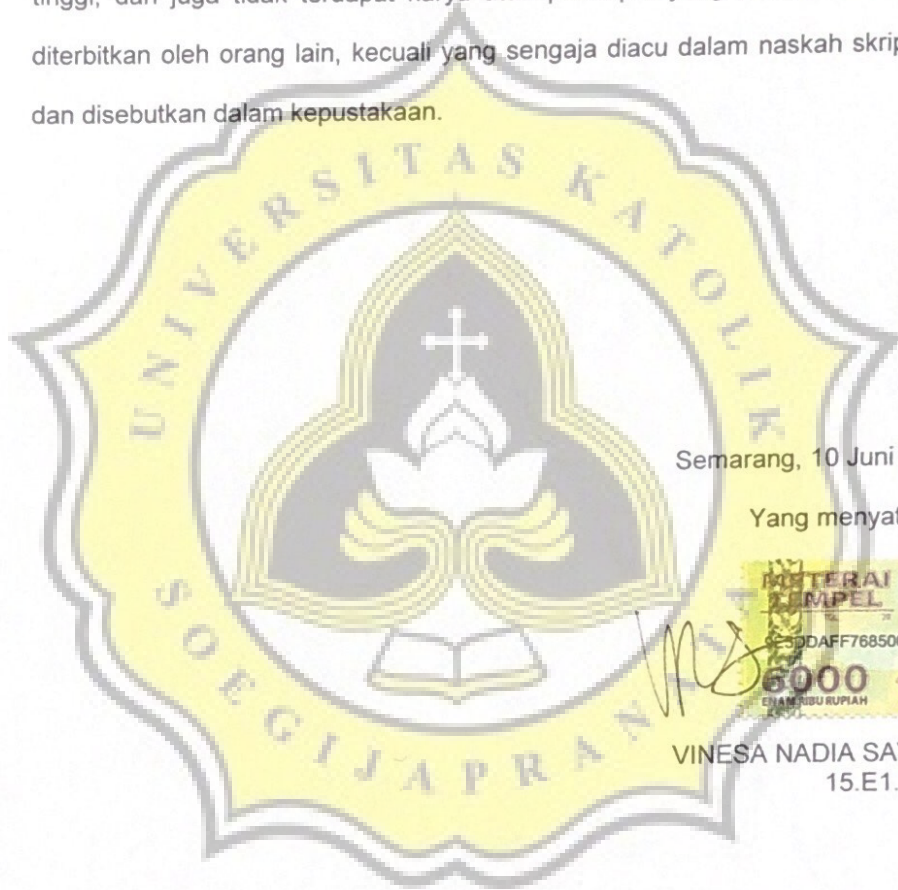 diterbitkan oleh orang lain, kecuali yang sengaja diacu dalam naskah skrip
dan disebutkan dalam kepustakaan.
UNIVERSITAS KATOLIK
SOEGIJAPRANATA
Semarang, 10 Juni
Yang menyat
METERAI
TEMPEL
DDAFF76850
6000
ENAM RIBU RUPIAH
VINESA NADIA SA
15.E1.